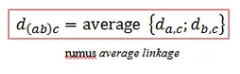 d(ab)c = average {da,c; db,c}
rumus average linkage